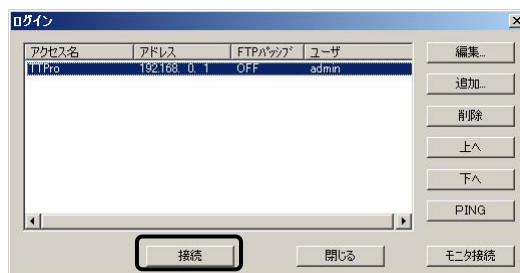 ログイン
アクセス名 アドレス FTPパッシブ ユーザ
TTPro 192.168. 0. 1 OFF admin
編集...
追加...
削除
上へ
下へ
PING
接続 閉じる モニタ接続